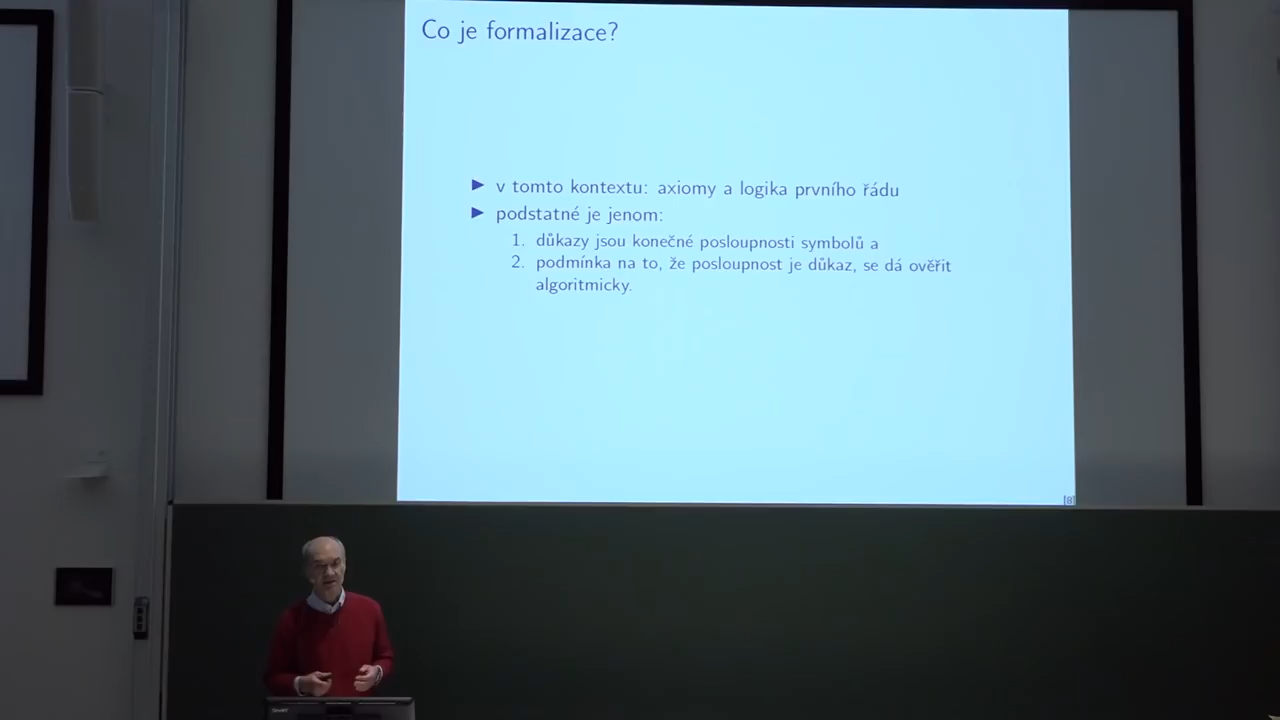 Co je formalizace?
▶ v tomto kontextu: axiomy a logika prvního řádu
▶ podstatné je jenom:
1. důkazy jsou konečné posloupnosti symbolů a
2. podmínka na to, že posloupnost je důkaz, se dá ověřit
algoritmicky.
[8]